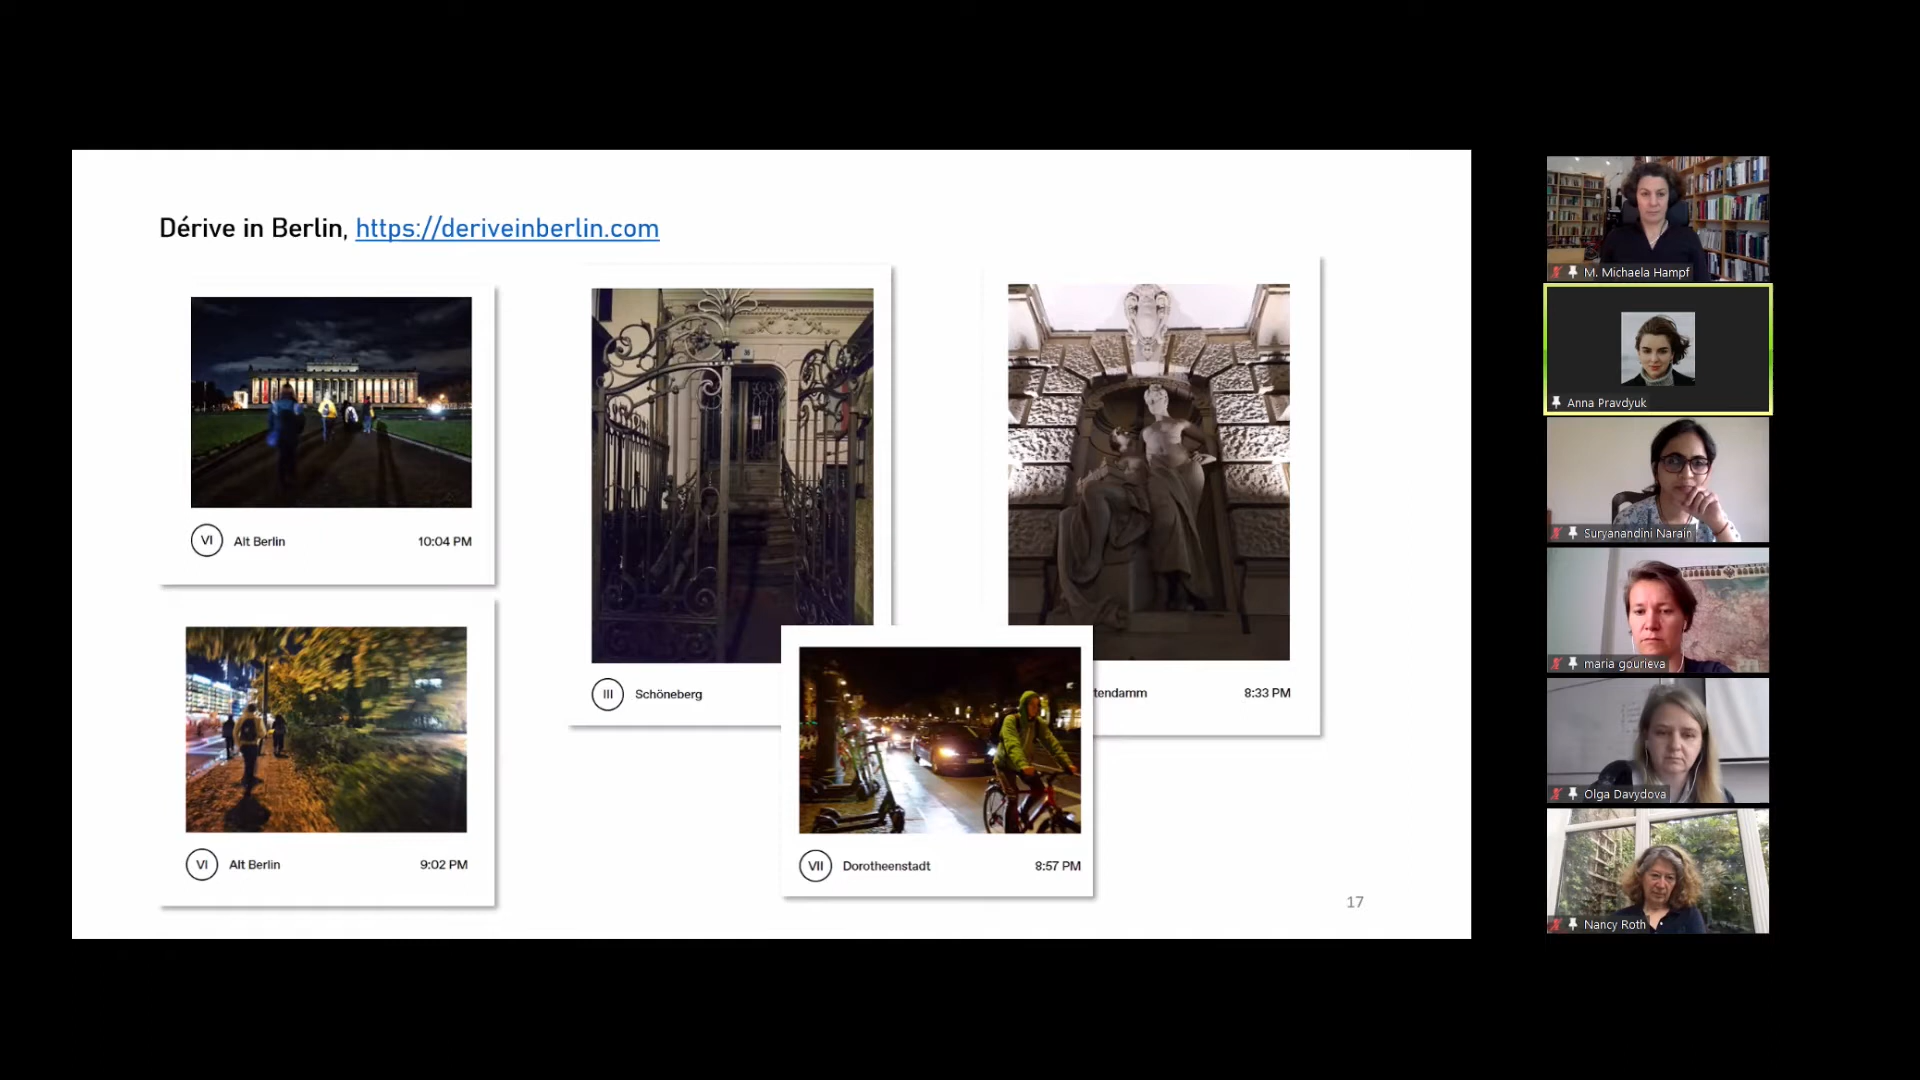 Dérive in Berlin, https://deriveinberlin.com
VI Alt Berlin 10:04 PM
VI Alt Berlin 9:02 PM
III Schöneberg
tendamm 8:33 PM
VII Dorotheenstadt 8:57 PM
17
M. Michaela Hampf
Anna Pravdyuk
Suryanandini Narain
maria gourieva
Olga Davydova
Nancy Roth